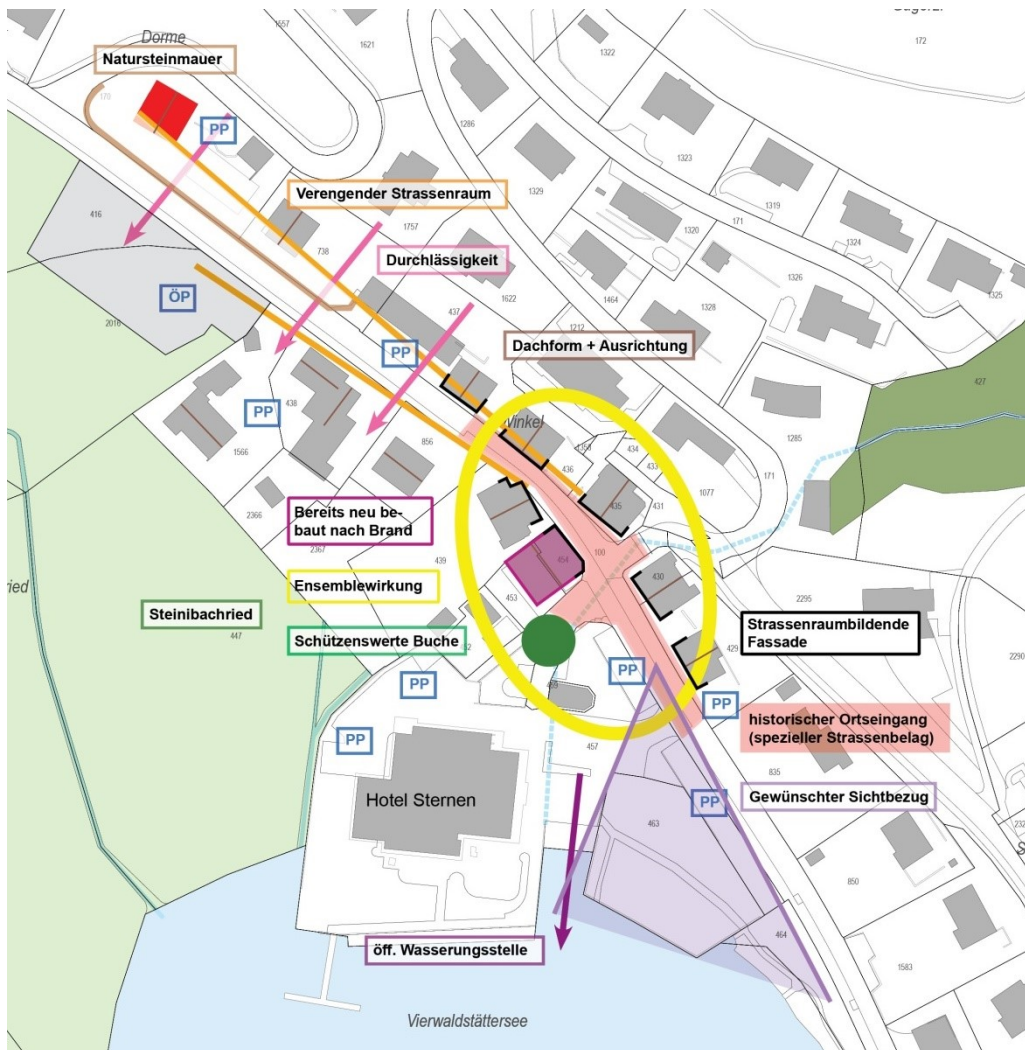 Dorme
1557
1621
1322
172
Natursteinmauer
170
PP
1286
1323
1329
1319
Verengender Strassenraum
171
1320
1324
416
738
1757
Durchlässigkeit
1326
1325
ÖP
2016
437
1622
1464
1328
1212
Dachform + Ausrichtung
PP
427
PP
438
1285
856
1566
436
434
433
171
1077
435
431
2366
Bereits neu be-
baut nach Brand
2367
439
100
454
430
Ensemblewirkung
453
2295
Steinibachried
447
Schützenswerte Buche
Strassenraumbildende
Fassade
429
2290
PP
PP
PP
PP
457
historischer Ortseingang
(spezieller Strassenbelag)
835
Hotel Sternen
PP
Gewünschter Sichtbezug
463
850
464
öff. Wasserungsstelle
1583
Vierwaldstättersee